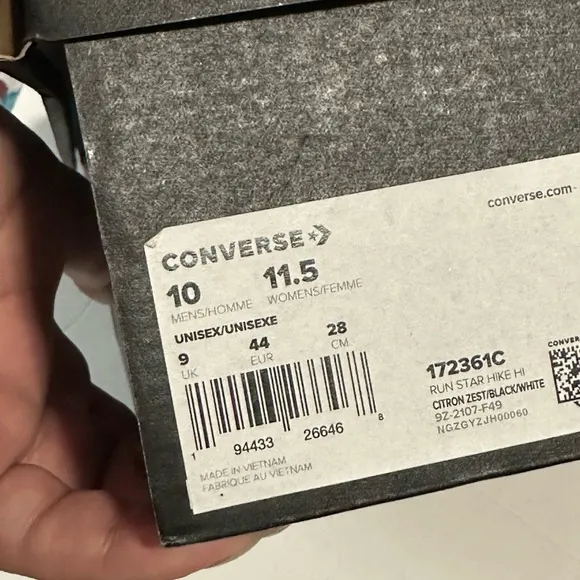 converse.com
CONVERSE
10 11.5
MENS/HOMME WOMENS/FEMME
UNISEX/UNISEXE
9 44 28
UK EUR CM
1 94433 26646 8
MADE IN VIETNAM
FABRIQUE AU VIETNAM
172361C
RUN STAR HIKE HI
CITRON ZEST/BLACK/WHITE
9Z-2107-F49
NGZGYZJH00060
CONVER